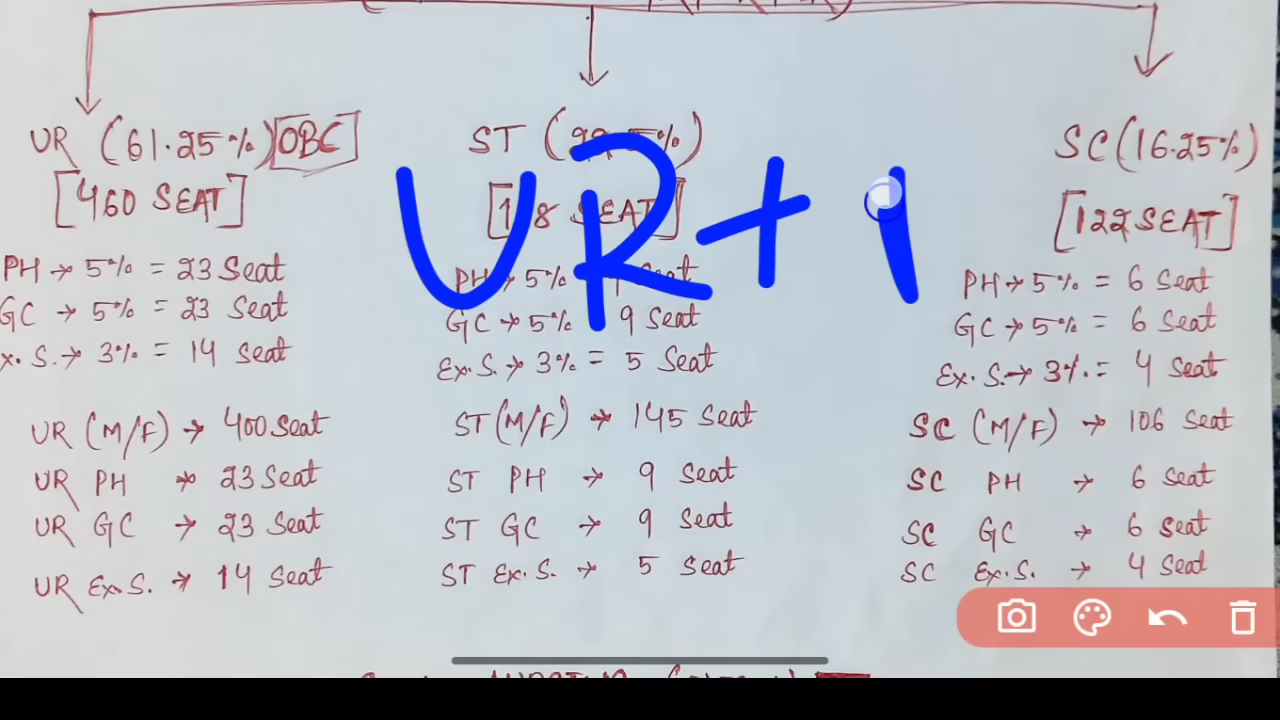 UR (61.25%) OBC
[460 SEAT]
PH → 5% = 23 Seat
GC → 5% = 23 Seat
x. S. → 3% = 14 Seat
UR (M/F) → 400 Seat
UR PH → 23 Seat
UR GC → 23 Seat
UR Ex.S. → 14 Seat
ST (%)
SEAT]
PH → 5% Seat
GC → 5% 9 Seat
Ex.S. → 3% = 5 Seat
ST (M/F) → 145 Seat
ST PH → 9 Seat
ST GC → 9 Seat
ST Ex.S. → 5 Seat
SC (16.25%)
[122 SEAT]
PH → 5% = 6 Seat
GC → 5% = 6 Seat
Ex.S. → 3% = 4 Seat
SC (M/F) → 106 Seat
SC PH → 6 Seat
SC GC → 6 Seat
SC Ex.S. → 4 Seat
UR+